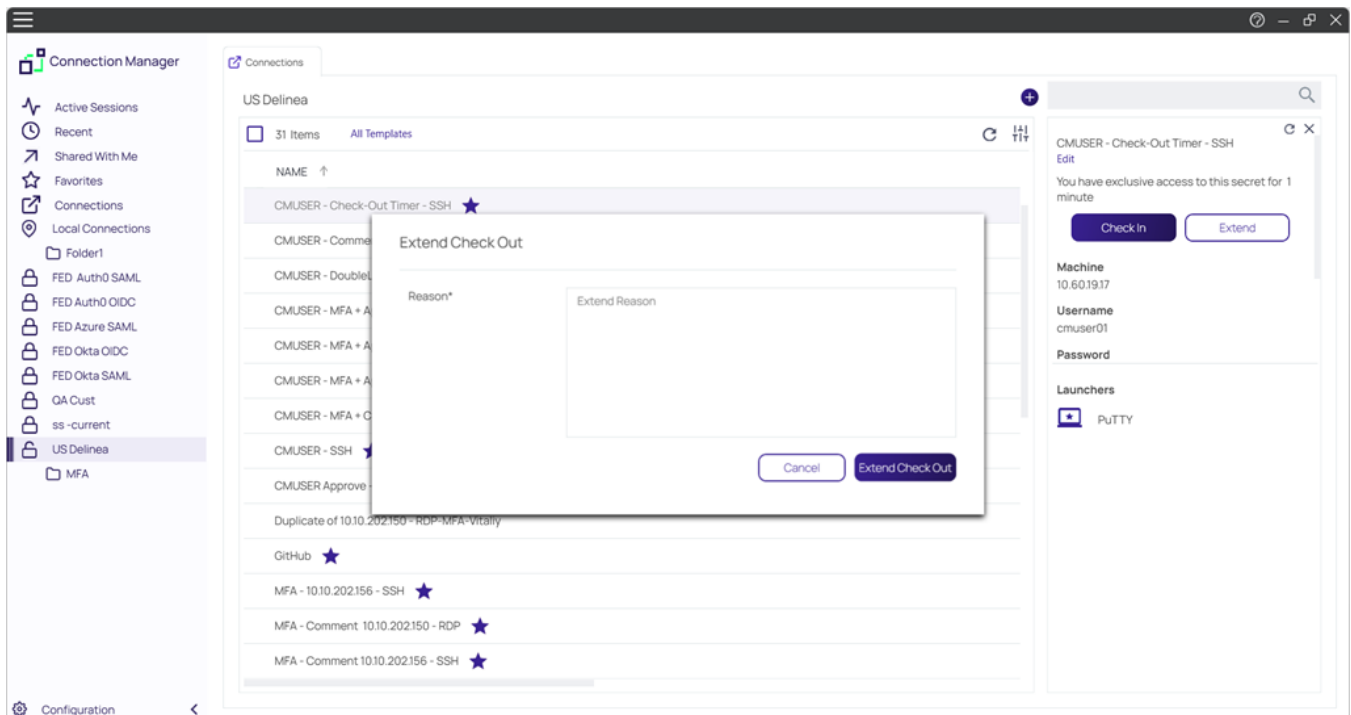 Connection Manager
Active Sessions
Recent
Shared With Me
Favorites
Connections
Local Connections
Folder1
FED Auth0 SAML
FED Auth0 OIDC
FED Azure SAML
FED Okta OIDC
FED Okta SAML
QA Cust
ss-current
US Delinea
MFA
Configuration
Connections
US Delinea
31 Items All Templates
NAME
CMUSER - Check-Out Timer - SSH
CMUSER - Comme
CMUSER - DoubleL
CMUSER - MFA + A
CMUSER - MFA + A
CMUSER - MFA + A
CMUSER - MFA + C
CMUSER - SSH
CMUSER Approve -
Duplicate of 10.10.202.150 - RDP-MFA-Vitaliy
GitHub
MFA - 10.10.202.156 - SSH
MFA - Comment 10.10.202.150 - RDP
MFA - Comment 10.10.202.156 - SSH
Extend Check Out
Reason*
Extend Reason
Cancel
Extend Check Out
CMUSER - Check-Out Timer - SSH
Edit
You have exclusive access to this secret for 1
minute
Check In
Extend
Machine
10.60.19.17
Username
cmuser01
Password
Launchers
PuTTY